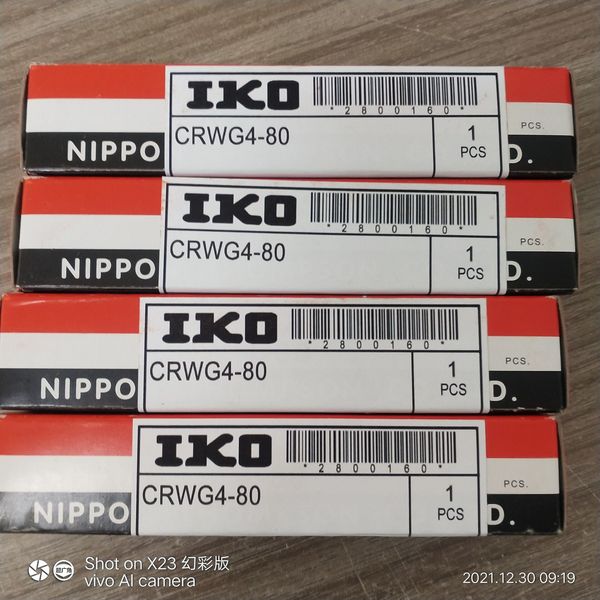 IKO
*2800160*
CRWG4-80
1
PCS
PCS.
NIPPO
D.
IKO
*2800160*
CRWG4-80
1
PCS
PCS.
NIPPO
D.
IKO
*2800160*
CRWG4-80
1
PCS
PCS.
NIPPO
D.
IKO
*2800160*
CRWG4-80
1
PCS
PCS.
NIPPO
D.
Shot on X23 幻彩版
vivo AI camera
2021.12.30 09:19